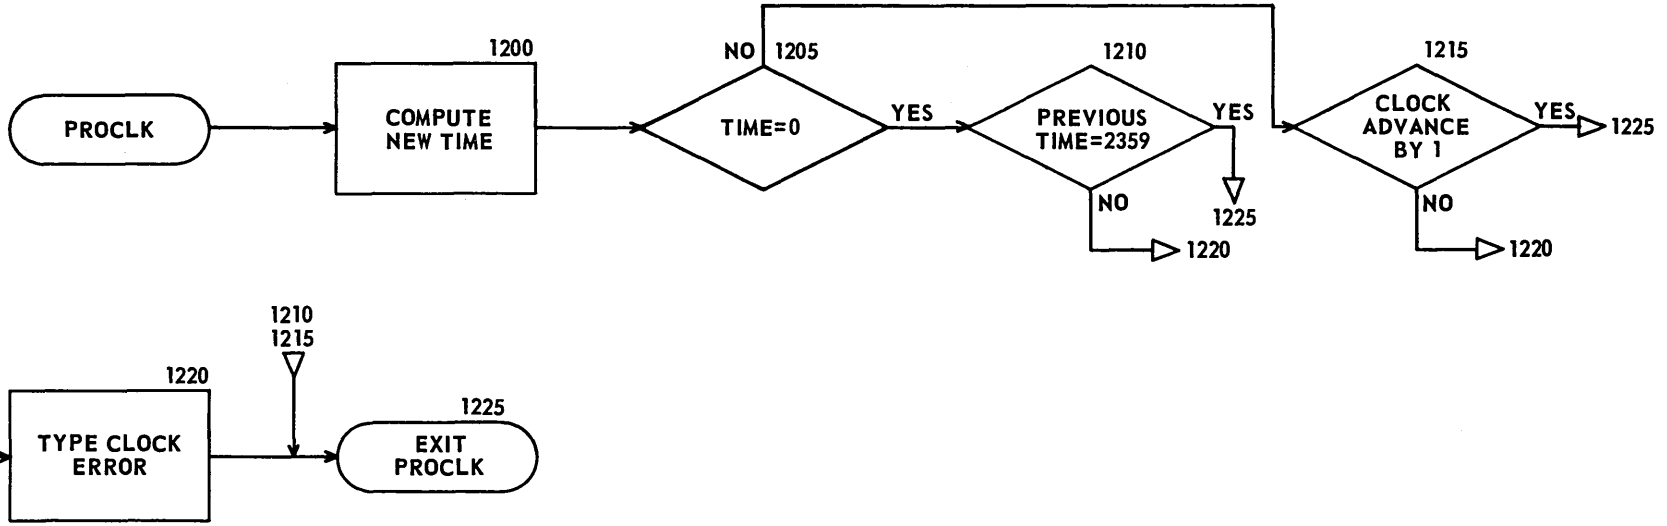 PROCLK
1200
COMPUTE
NEW TIME
NO
1205
TIME=0
YES
1210
PREVIOUS
TIME=2359
YES
1225
NO
1220
1215
CLOCK
ADVANCE
BY 1
YES
1225
NO
1220
1220
TYPE CLOCK
ERROR
1210
1215
1225
EXIT
PROCLK